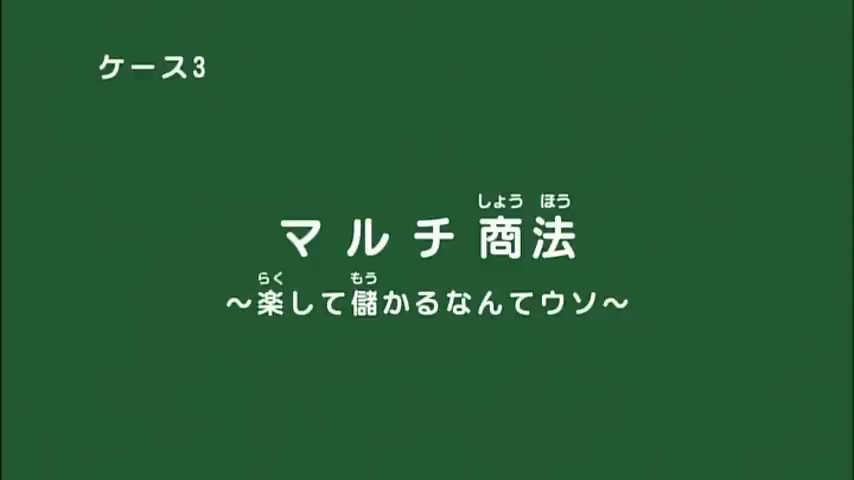 ケース3
しょう ほう
マルチ商法
らく もう
～楽して儲かるなんてウソ～